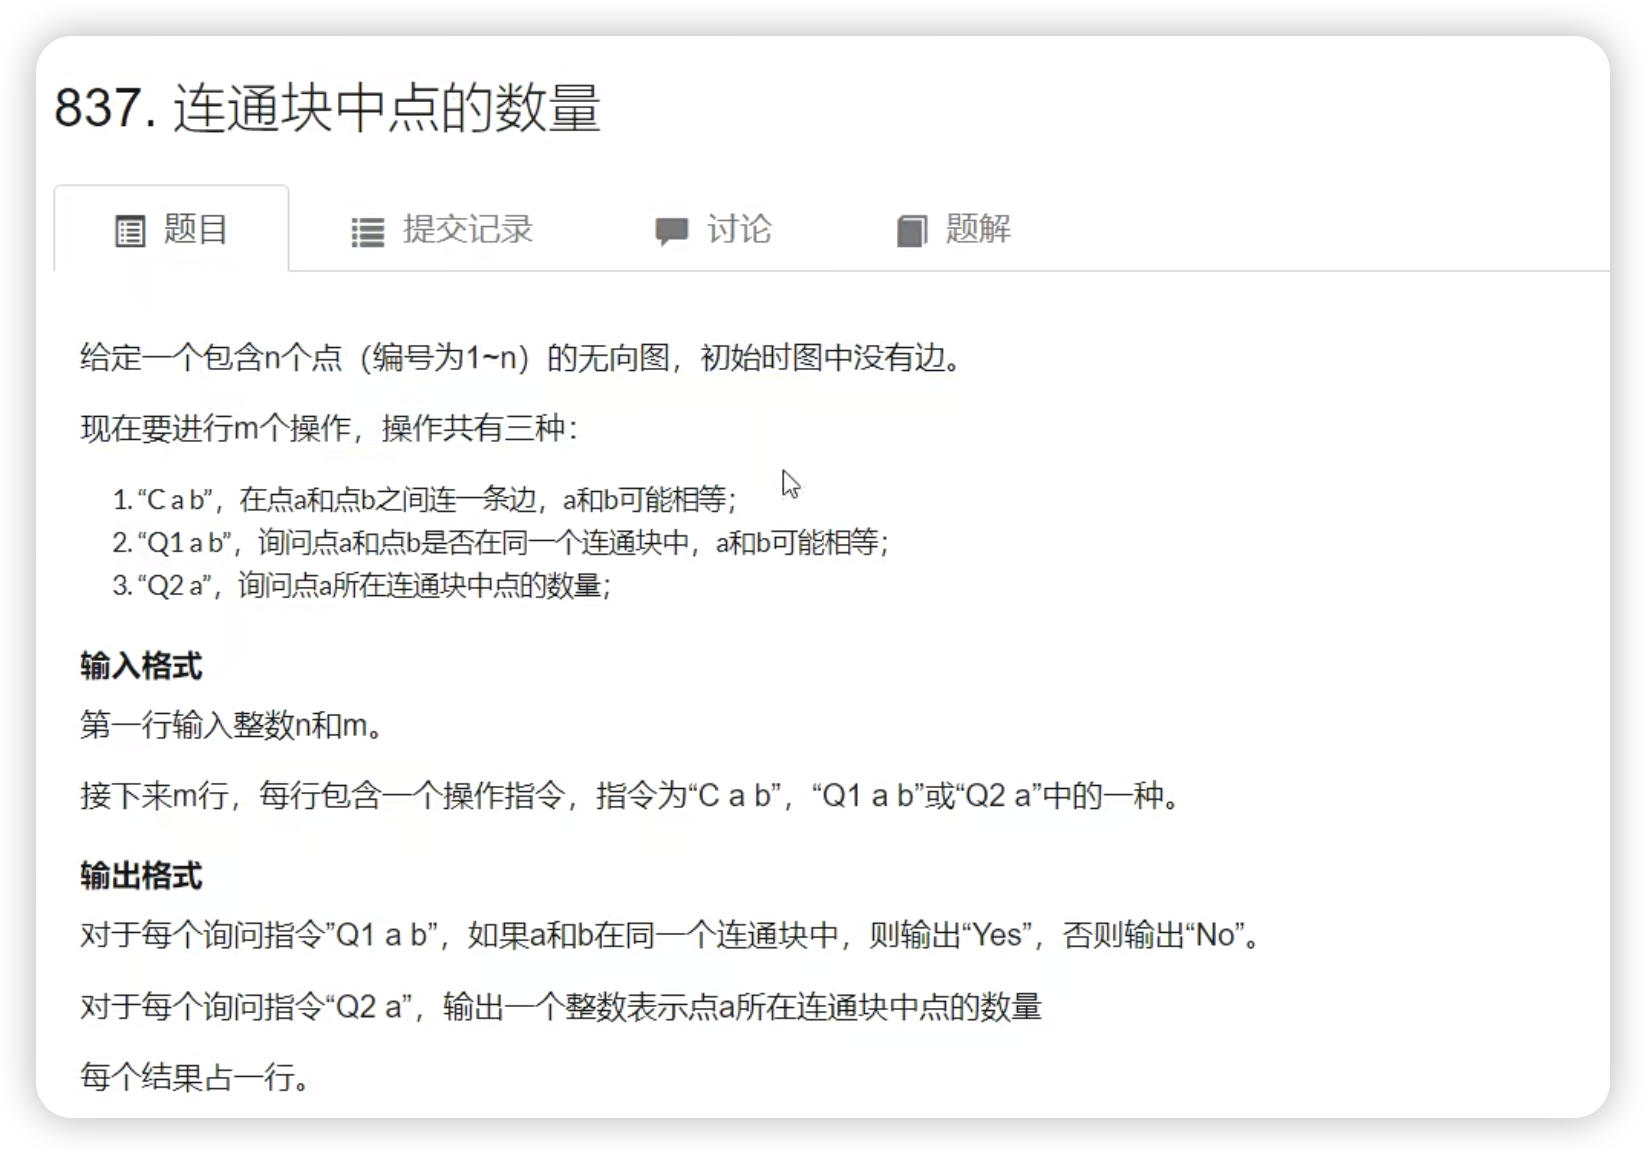 837. 连通块中点的数量
题目 提交记录 讨论 题解
给定一个包含n个点（编号为1~n）的无向图，初始时图中没有边。
现在要进行m个操作，操作共有三种：
1. “C a b”，在点a和点b之间连一条边，a和b可能相等；
2. “Q1 a b”，询问点a和点b是否在同一个连通块中，a和b可能相等；
3. “Q2 a”，询问点a所在连通块中点的数量；
输入格式
第一行输入整数n和m。
接下来m行，每行包含一个操作指令，指令为“C a b”，“Q1 a b”或“Q2 a”中的一种。
输出格式
对于每个询问指令”Q1 a b”，如果a和b在同一个连通块中，则输出“Yes”，否则输出“No”。
对于每个询问指令“Q2 a”，输出一个整数表示点a所在连通块中点的数量
每个结果占一行。